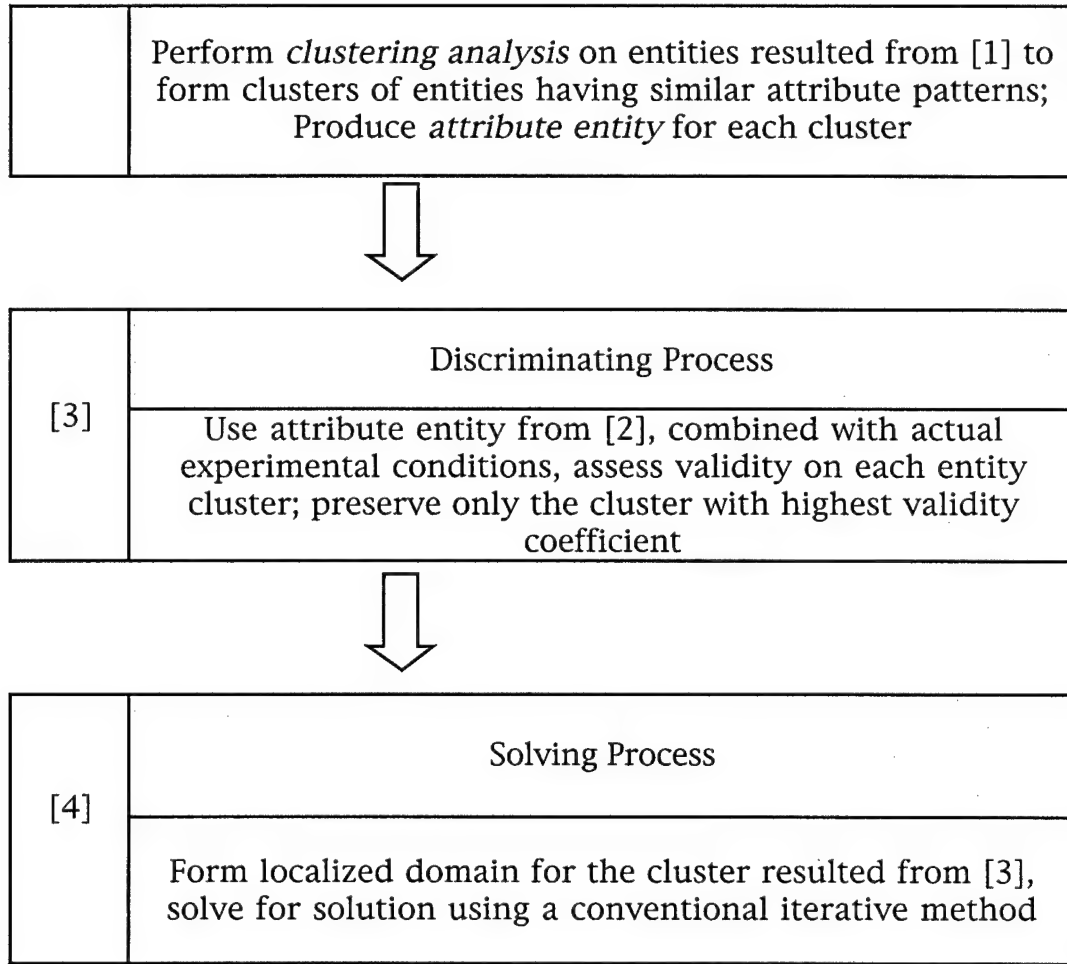 Perform clustering analysis on entities resulted from [1] to
form clusters of entities having similar attribute patterns;
Produce attribute entity for each cluster
[3]
Discriminating Process
Use attribute entity from [2], combined with actual
experimental conditions, assess validity on each entity
cluster; preserve only the cluster with highest validity
coefficient
[4]
Solving Process
Form localized domain for the cluster resulted from [3],
solve for solution using a conventional iterative method